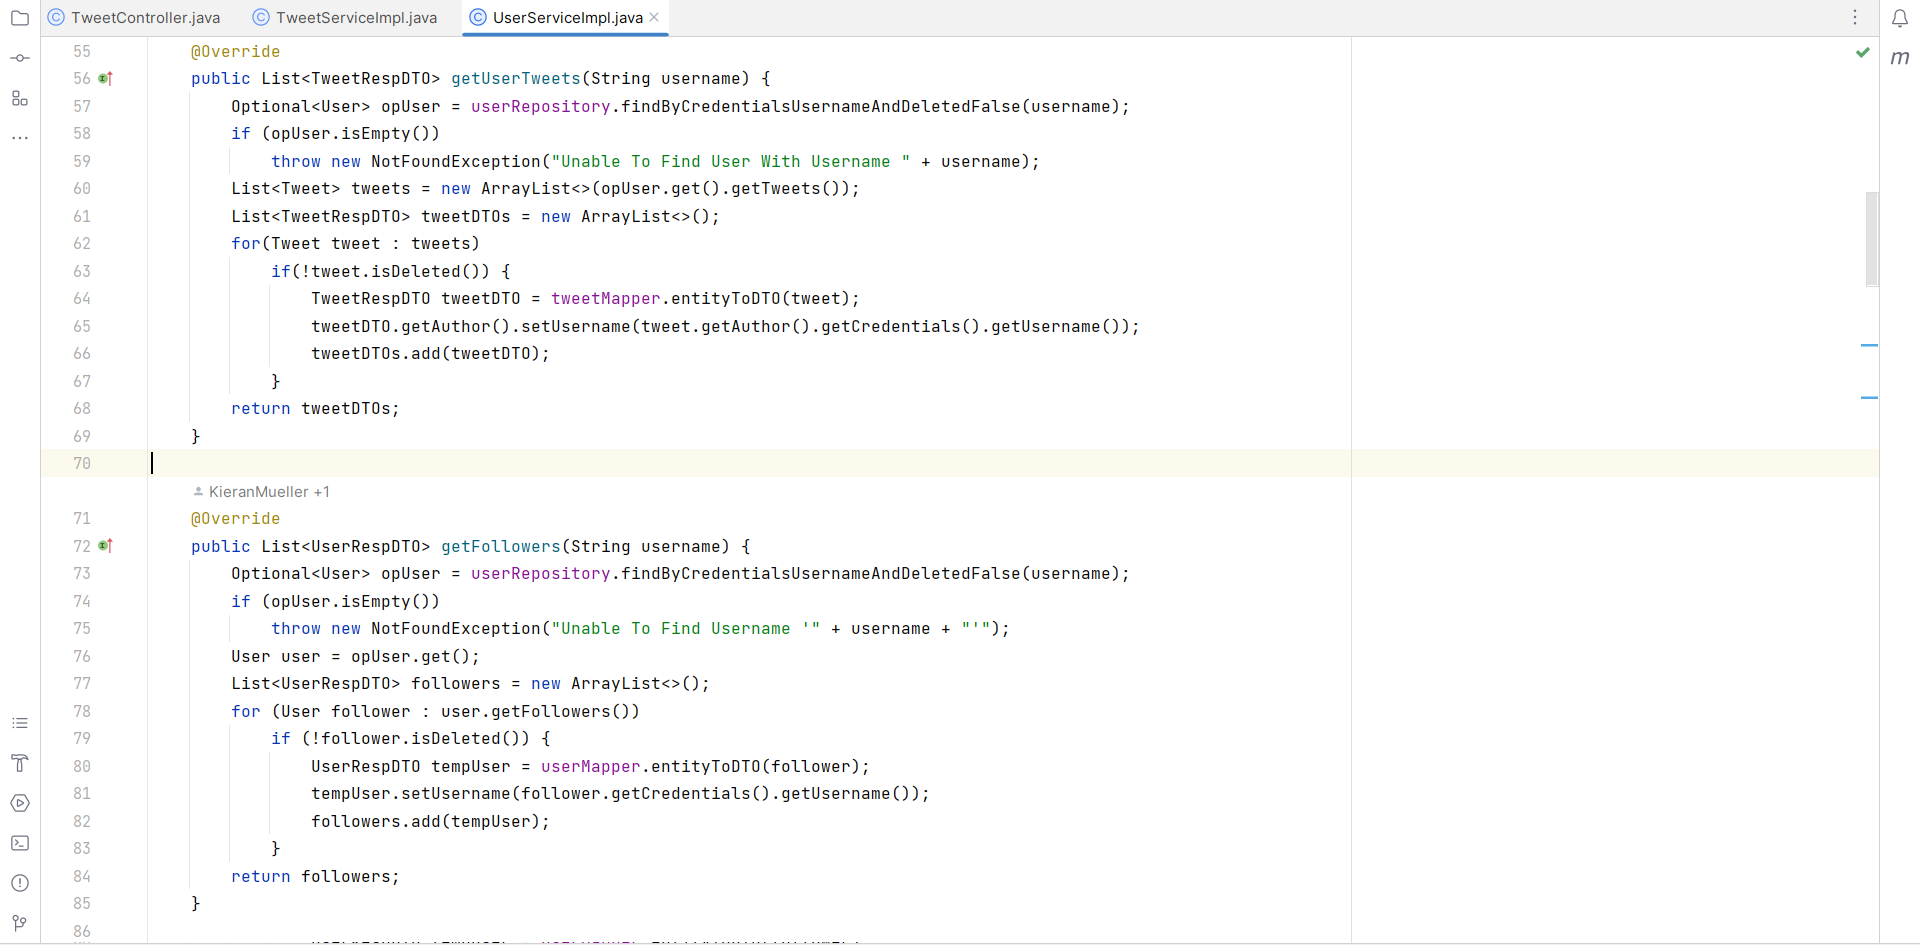 TweetController.java TweetServiceImpl.java UserServiceImpl.java
55 @Override
56 public List<TweetRespDTO> getUserTweets(String username) {
57 Optional<User> opUser = userRepository.findByCredentialsUsernameAndDeletedFalse(username);
58 if (opUser.isEmpty())
59 throw new NotFoundException("Unable To Find User With Username " + username);
60 List<Tweet> tweets = new ArrayList<>(opUser.get().getTweets());
61 List<TweetRespDTO> tweetDTOs = new ArrayList<>();
62 for(Tweet tweet : tweets)
63 if(!tweet.isDeleted()) {
64 TweetRespDTO tweetDTO = tweetMapper.entityToDTO(tweet);
65 tweetDTO.getAuthor().setUsername(tweet.getAuthor().getCredentials().getUsername());
66 tweetDTOs.add(tweetDTO);
67 }
68 return tweetDTOs;
69 }
70
KieranMueller +1
71 @Override
72 public List<UserRespDTO> getFollowers(String username) {
73 Optional<User> opUser = userRepository.findByCredentialsUsernameAndDeletedFalse(username);
74 if (opUser.isEmpty())
75 throw new NotFoundException("Unable To Find Username '" + username + "'");
76 User user = opUser.get();
77 List<UserRespDTO> followers = new ArrayList<>();
78 for (User follower : user.getFollowers())
79 if (!follower.isDeleted()) {
80 UserRespDTO tempUser = userMapper.entityToDTO(follower);
81 tempUser.setUsername(follower.getCredentials().getUsername());
82 followers.add(tempUser);
83 }
84 return followers;
85 }
86